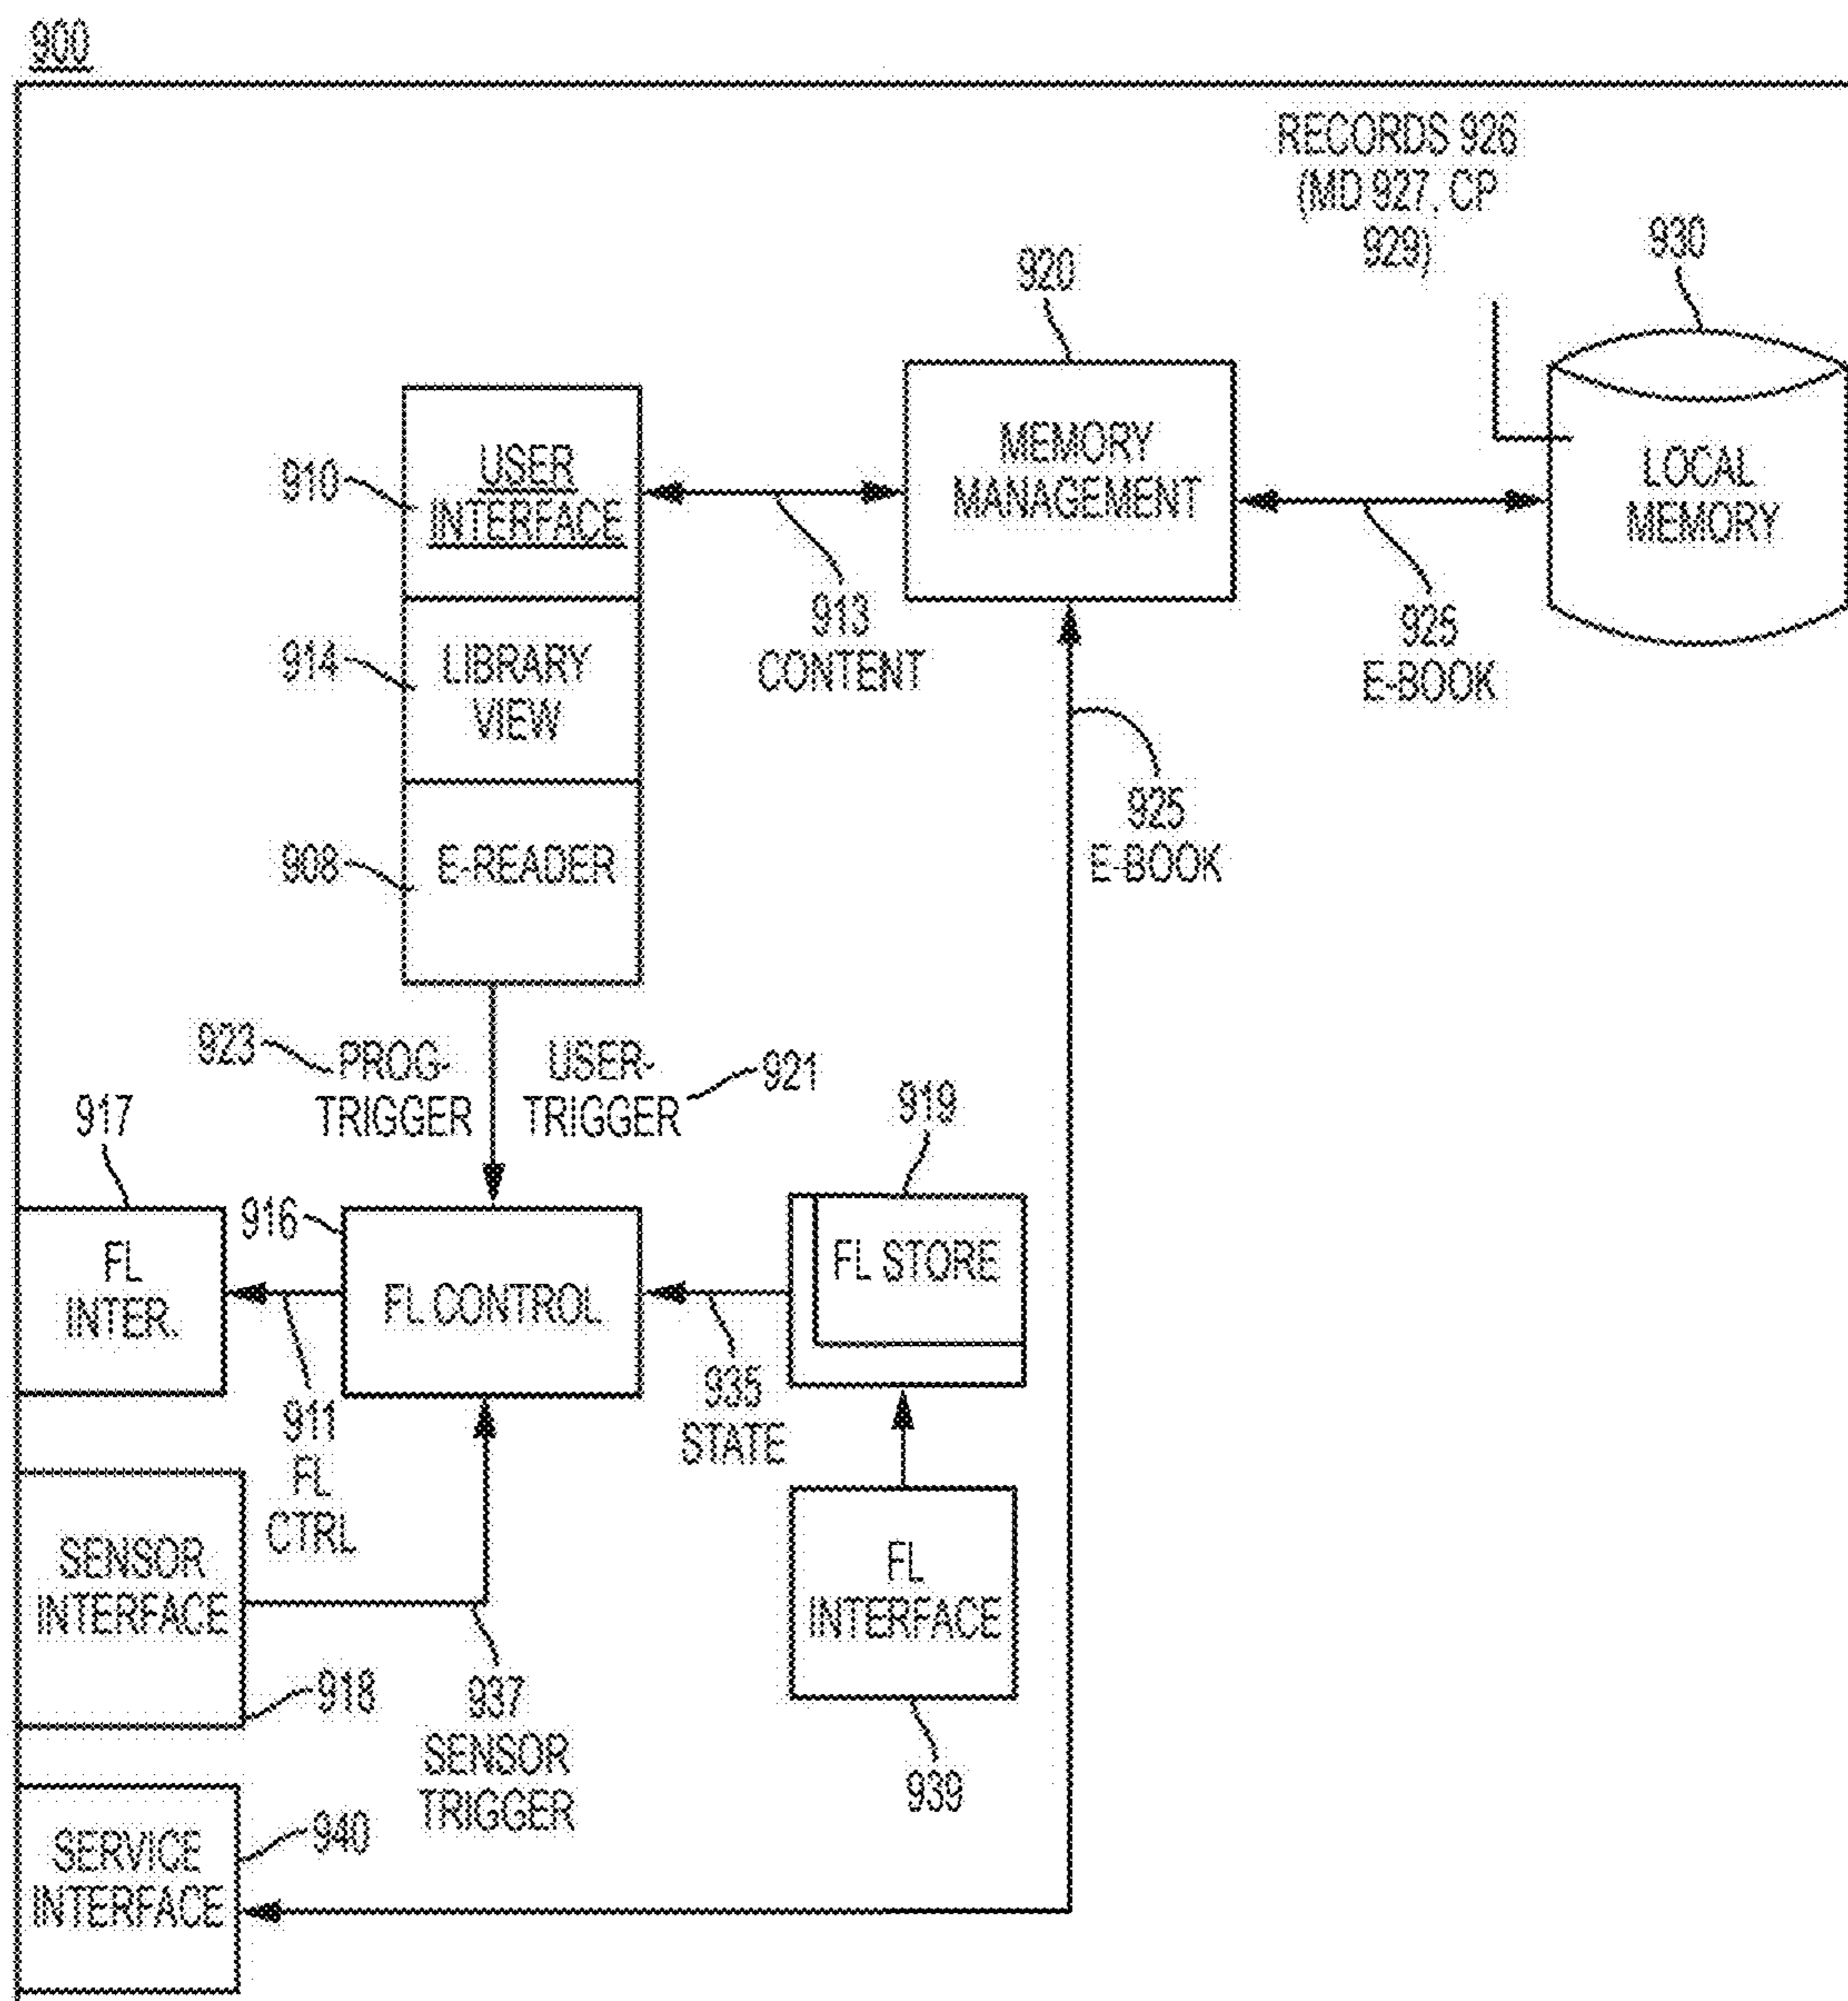 900
RECORDS 926
(MD 927, CP
929)
930
920
910
USER
INTERFACE
MEMORY
MANAGEMENT
LOCAL
MEMORY
913
CONTENT
925
E-BOOK
914
LIBRARY
VIEW
925
E-BOOK
908
E-READER
923
PROG-
TRIGGER
USER-
TRIGGER
921
917
916
919
FL
INTER.
FL CONTROL
FL STORE
911
FL
CTRL
935
STATE
SENSOR
INTERFACE
FL
INTERFACE
918
937
SENSOR
TRIGGER
939
SERVICE
INTERFACE
940